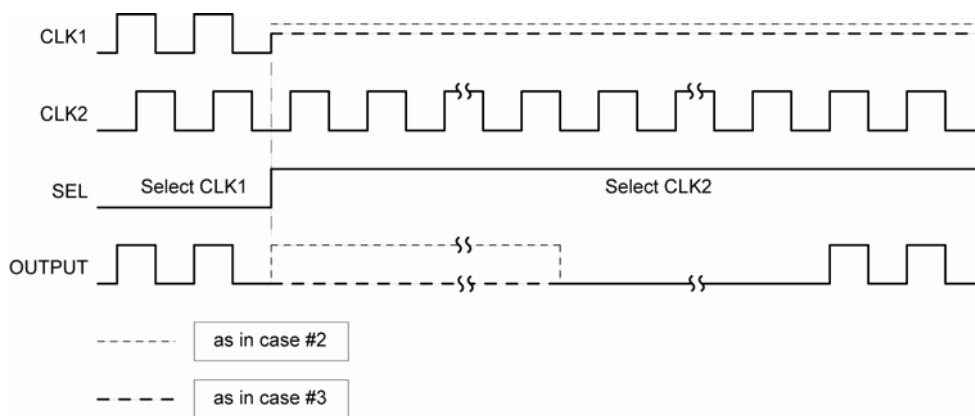 CLK1
CLK2
SEL
Select CLK1
Select CLK2
OUTPUT
as in case #2
as in case #3